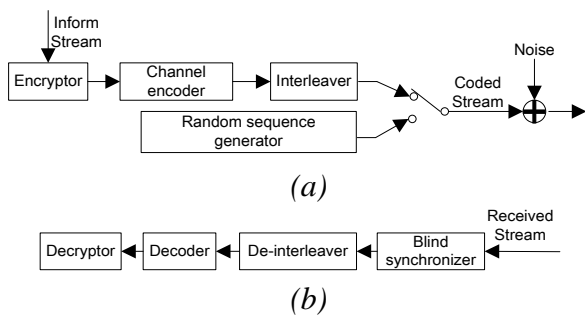 Inform
Stream
Encryptor
Channel
encoder
Interleaver
Random sequence
generator
Coded
Stream
Noise
(a)
Decryptor
Decoder
De-interleaver
Blind
synchronizer
Received
Stream
(b)